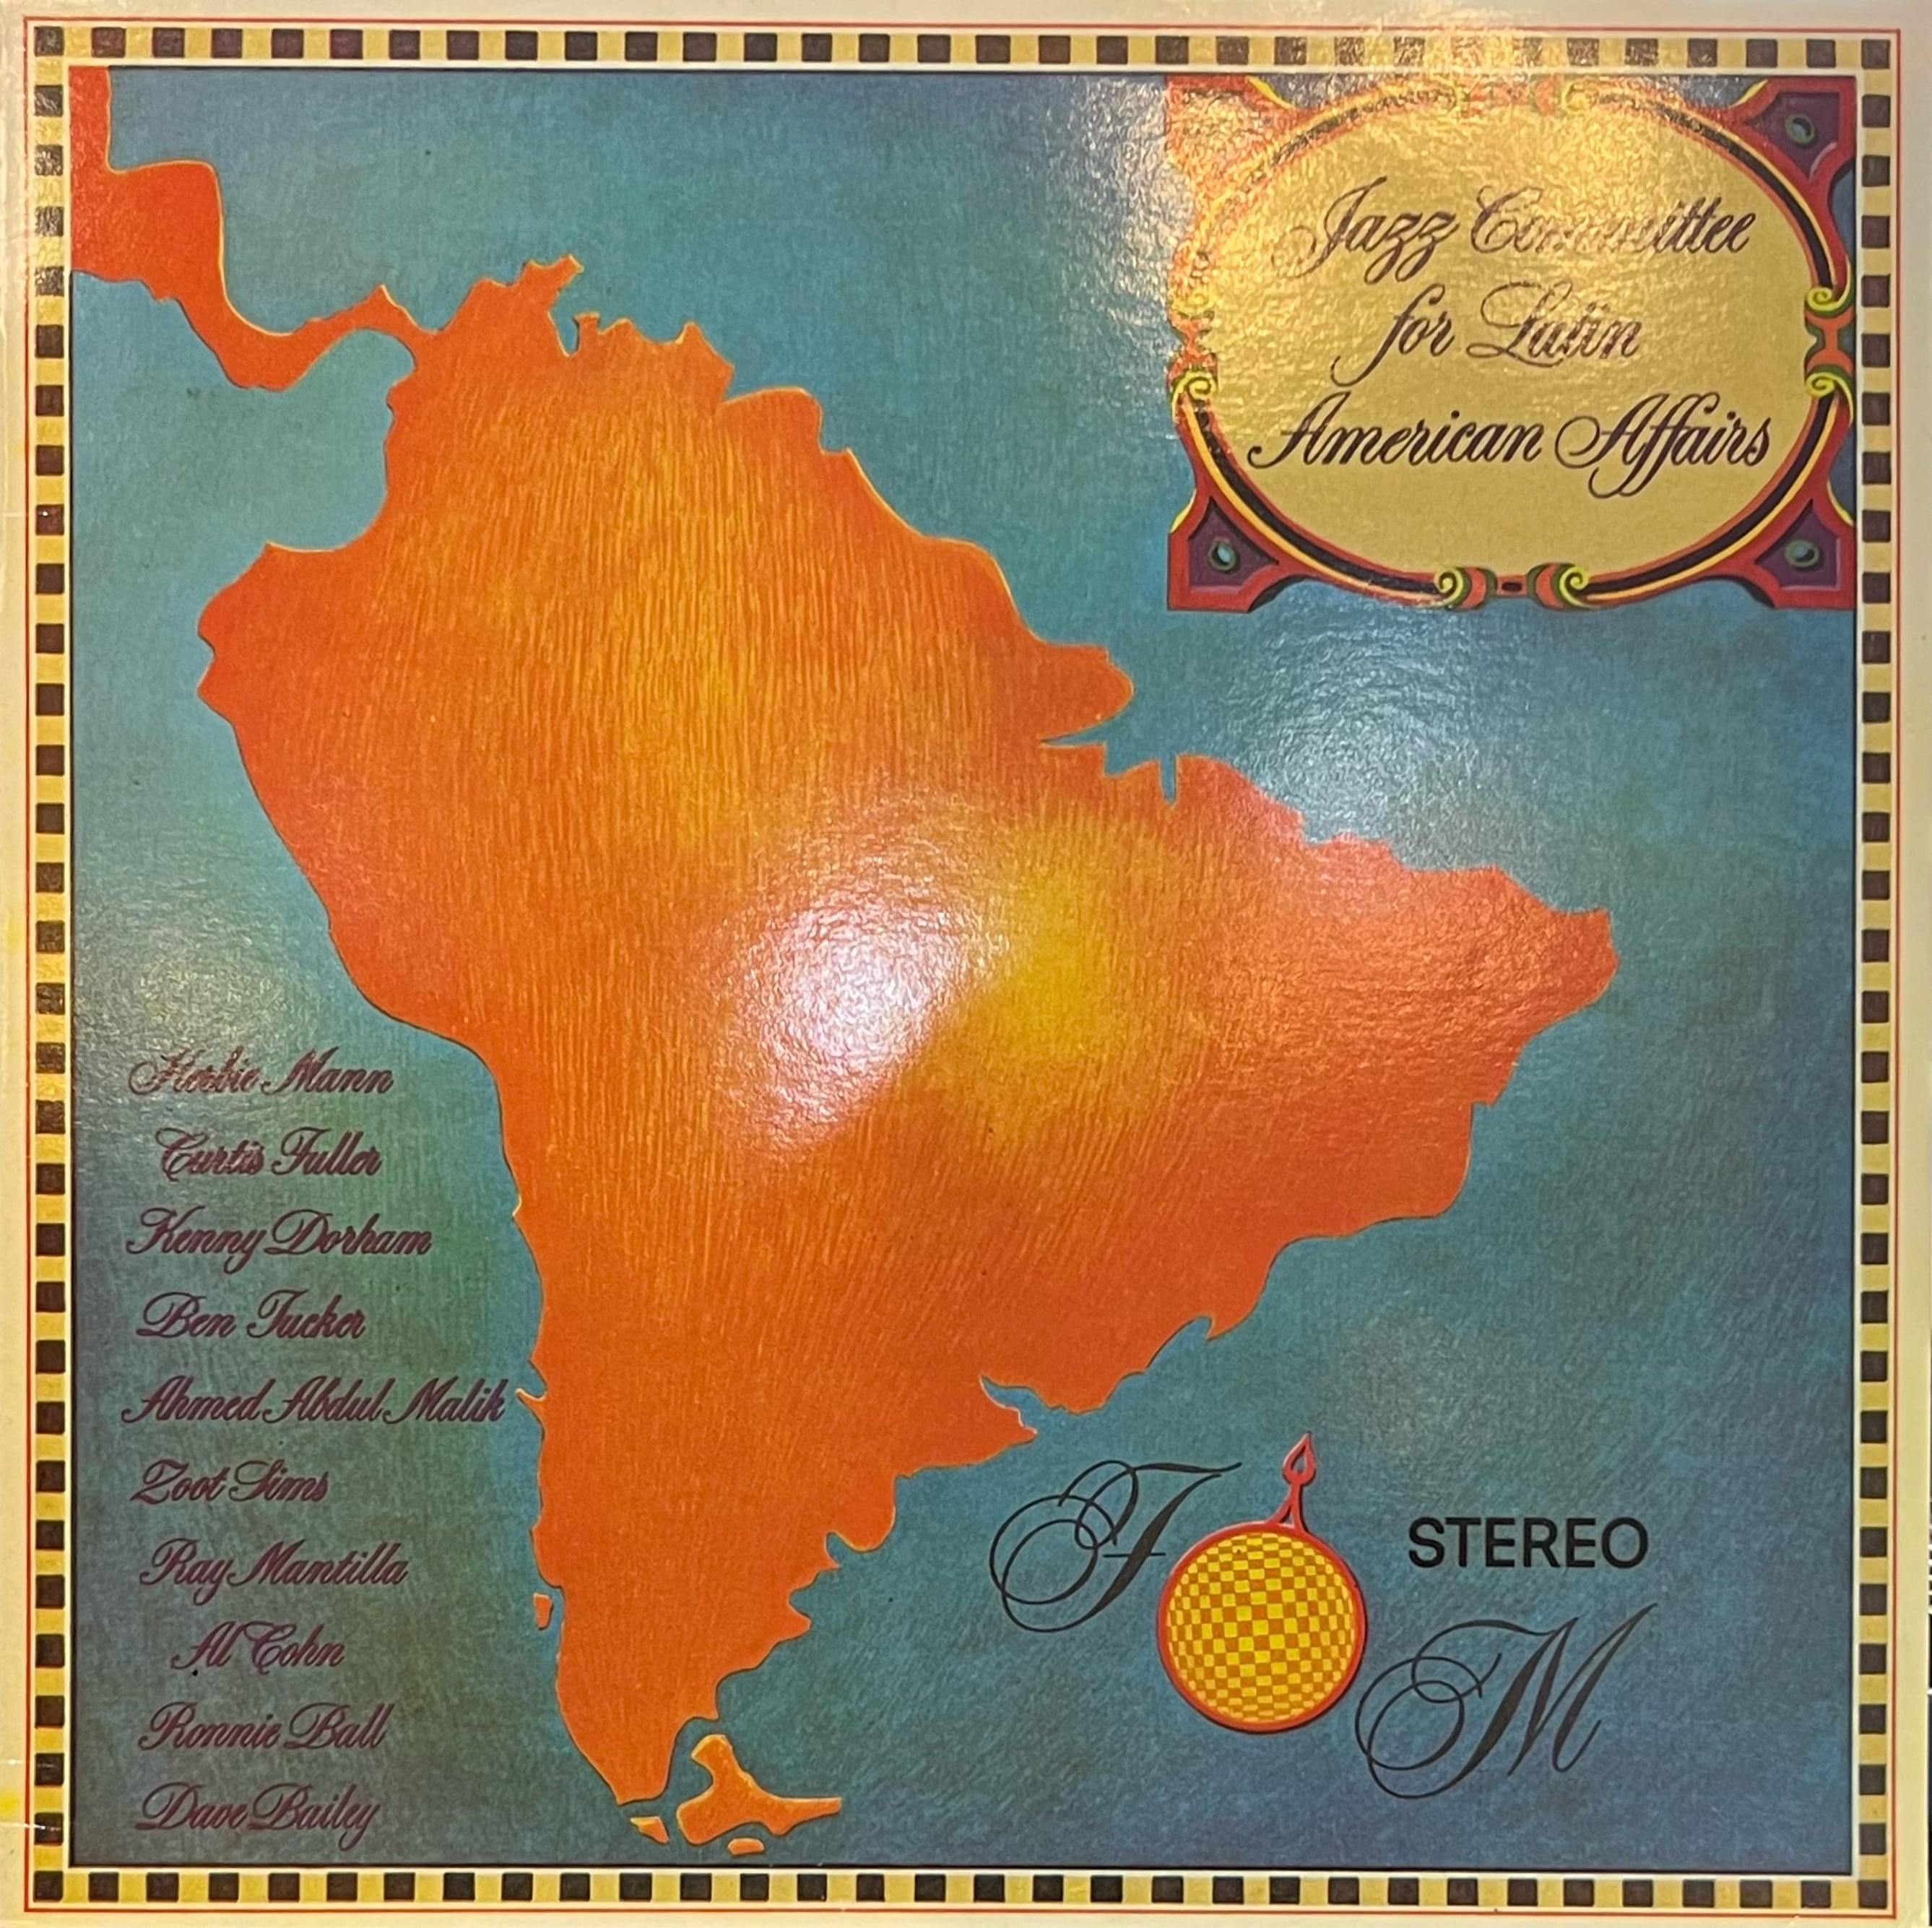 Jazz Committee
for Latin
American Affairs
Herbie Mann
Curtis Fuller
Kenny Dorham
Ben Tucker
Ahmed Abdul Malik
Zoot Sims
Ray Mantilla
Al Cohn
Ronnie Ball
Dave Bailey
F M
STEREO